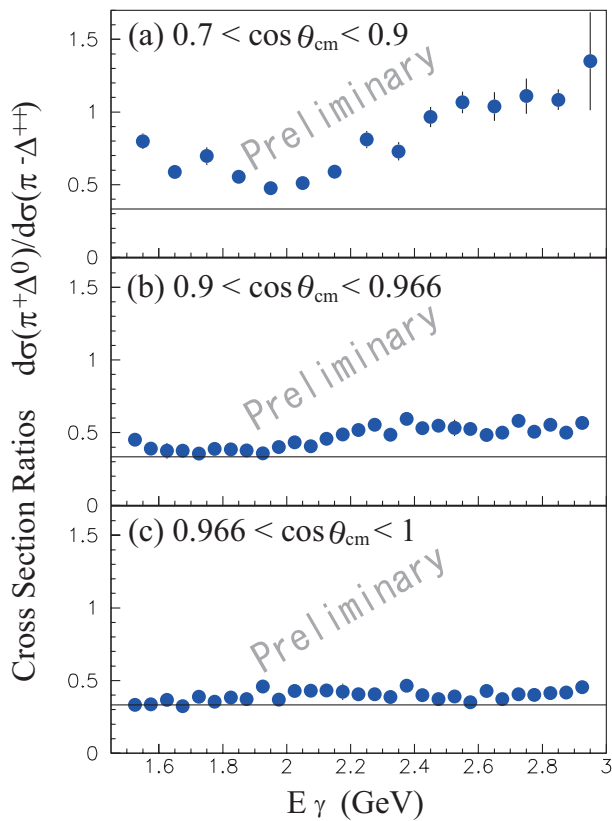 Cross Section Ratios dσ(π⁺Δ⁰)/dσ(π⁻Δ⁺⁺)
(a) 0.7 < cos θcm < 0.9
Preliminary
1.5
1
0.5
0
(b) 0.9 < cos θcm < 0.966
Preliminary
1.5
1
0.5
0
(c) 0.966 < cos θcm < 1
Preliminary
1.5
1
0.5
0
1.6 1.8 2 2.2 2.4 2.6 2.8 3
Eγ (GeV)